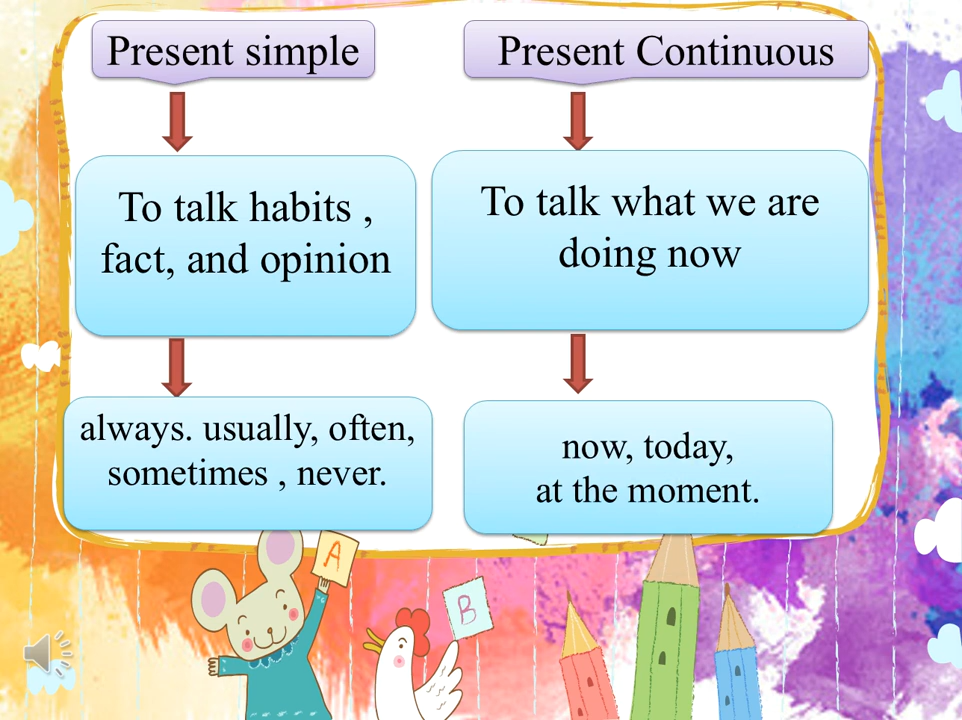 Present simple
Present Continuous
To talk habits ,
fact, and opinion
To talk what we are
doing now
always. usually, often,
sometimes , never.
now, today,
at the moment.
A
B